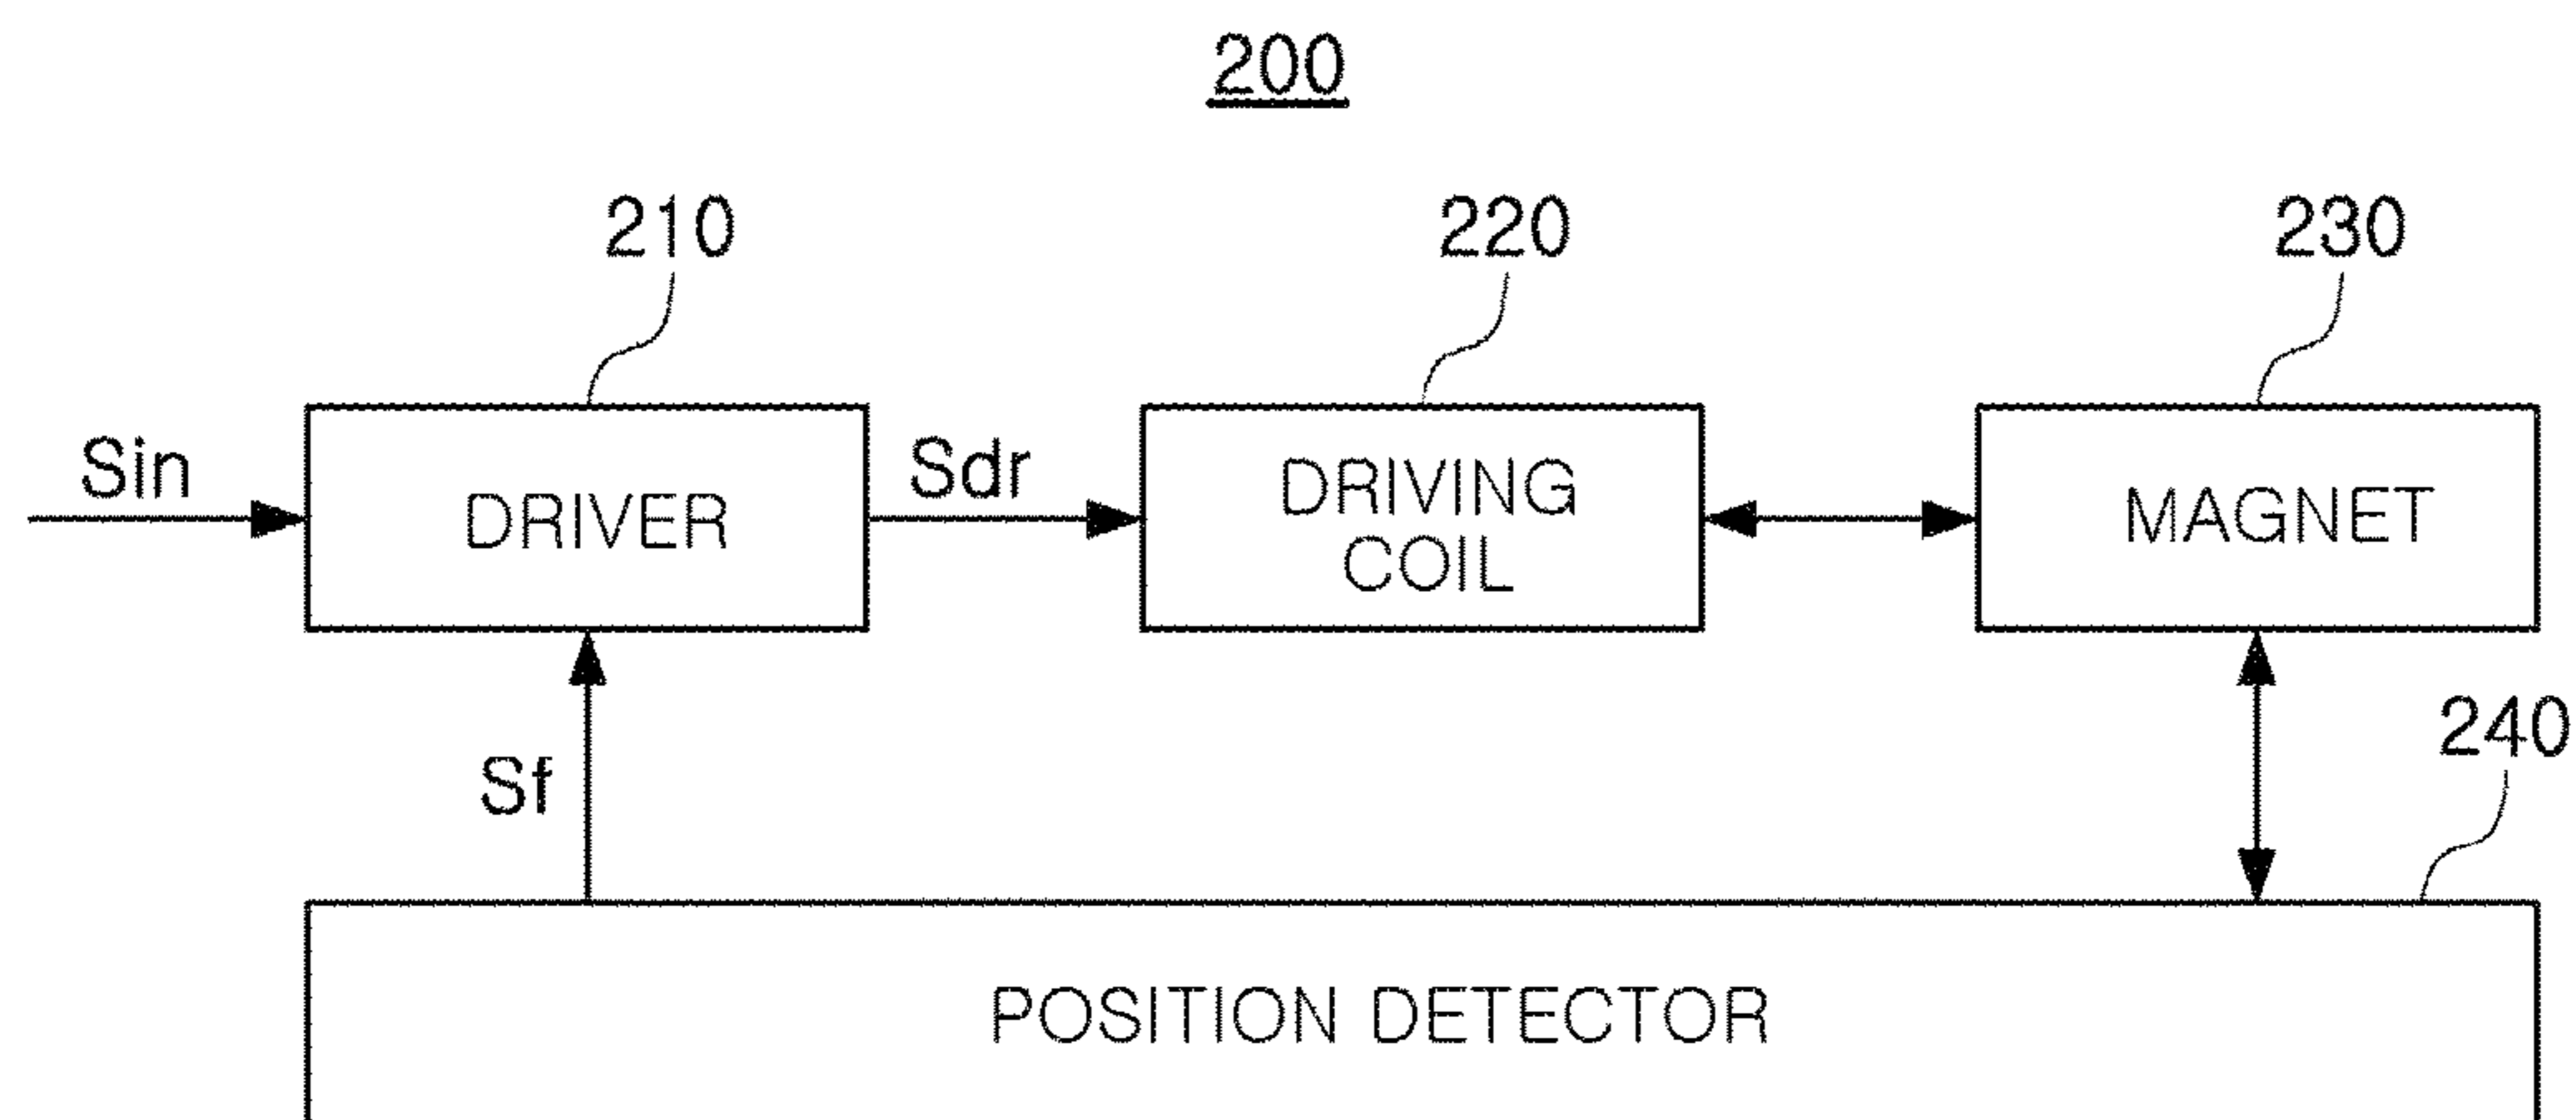 200
210
220
230
Sin
DRIVER
Sdr
DRIVING
COIL
MAGNET
Sf
240
POSITION DETECTOR